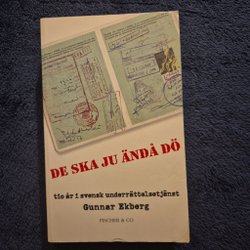 DE SKA JU ÄNDÅ DÖ
tio år i svensk underrättelsetjänst
Gunnar Ekberg
FISCHER & CO